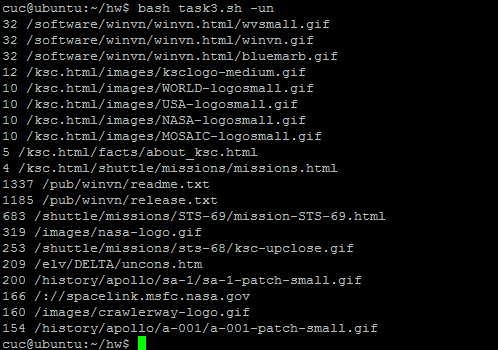 cuc@ubuntu:~/hw$ bash task3.sh -un
32 /software/winvn/winvn.html/wvsmall.gif
32 /software/winvn/winvn.html/winvn.gif
32 /software/winvn/winvn.html/bluemarb.gif
12 /ksc.html/images/ksclogo-medium.gif
10 /ksc.html/images/WORLD-logosmall.gif
10 /ksc.html/images/USA-logosmall.gif
10 /ksc.html/images/NASA-logosmall.gif
10 /ksc.html/images/MOSAIC-logosmall.gif
5 /ksc.html/facts/about_ksc.html
4 /ksc.html/shuttle/missions/missions.html
1337 /pub/winvn/readme.txt
1185 /pub/winvn/release.txt
683 /shuttle/missions/STS-69/mission-STS-69.html
319 /images/nasa-logo.gif
253 /shuttle/missions/sts-68/ksc-upclose.gif
209 /elv/DELTA/uncons.htm
200 /history/apollo/sa-1/sa-1-patch-small.gif
166 /://spacelink.msfc.nasa.gov
160 /images/crawlerway-logo.gif
154 /history/apollo/a-001/a-001-patch-small.gif
cuc@ubuntu:~/hw$